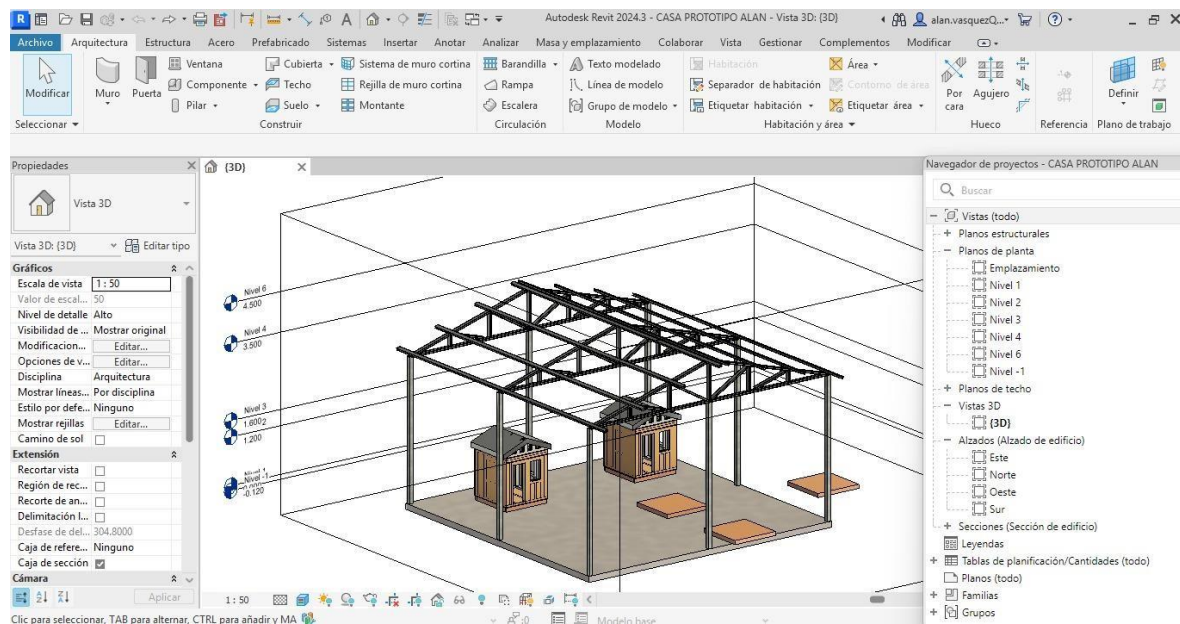 Autodesk Revit 2024.3 - CASA PROTOTIPO ALAN - Vista 3D: {3D}
alan.vasquezQ...
Archivo Arquitectura Estructura Acero Prefabricado Sistemas Insertar Anotar Analizar Masa y emplazamiento Colaborar Vista Gestionar Complementos Modificar
Modificar
Muro
Puerta
Ventana
Componente
Pilar
Cubierta
Techo
Suelo
Sistema de muro cortina
Rejilla de muro cortina
Montante
Barandilla
Rampa
Escalera
Texto modelado
Línea de modelo
Grupo de modelo
Habitación
Separador de habitación
Etiquetar habitación
Área
Contorno de área
Etiquetar área
Por cara
Agujero
Definir
Seleccionar Construir Circulación Modelo Habitación y área Hueco Referencia Plano de trabajo
Propiedades
Vista 3D
Vista 3D: {3D} Editar tipo
Gráficos
Escala de vista 1 : 50
Valor de escal... 50
Nivel de detalle Alto
Visibilidad de ... Mostrar original
Modificacion... Editar...
Opciones de v... Editar...
Disciplina Arquitectura
Mostrar líneas... Por disciplina
Estilo por defe... Ninguno
Mostrar rejillas Editar...
Camino de sol
Extensión
Recortar vista
Región de rec...
Recorte de an...
Delimitación l...
Desfase de del... 304.8000
Caja de refere... Ninguno
Caja de sección
Cámara
Aplicar
{3D}
Nivel 6
4.500
Nivel 4
3.500
Nivel 3
1.200
Nivel -1
-0.120
1 : 50
Navegador de proyectos - CASA PROTOTIPO ALAN
Buscar
Vistas (todo)
Planos estructurales
Planos de planta
Emplazamiento
Nivel 1
Nivel 2
Nivel 3
Nivel 4
Nivel 6
Nivel -1
Planos de techo
Vistas 3D
{3D}
Alzados (Alzado de edificio)
Este
Norte
Oeste
Sur
Secciones (Sección de edificio)
Leyendas
Tablas de planificación/Cantidades (todo)
Planos (todo)
Familias
Grupos
Clic para seleccionar, TAB para alternar, CTRL para añadir y MA
:0
Modelo base